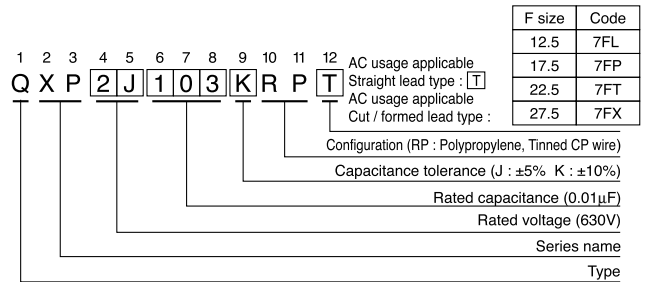 F size Code
12.5 7FL
17.5 7FP
22.5 7FT
27.5 7FX
1 2 3 4 5 6 7 8 9 10 11 12
Q X P 2 J 1 0 3 K R P T
AC usage applicable
Straight lead type : T
AC usage applicable
Cut / formed lead type :
Configuration (RP : Polypropylene, Tinned CP wire)
Capacitance tolerance (J : ±5% K : ±10%)
Rated capacitance (0.01μF)
Rated voltage (630V)
Series name
Type